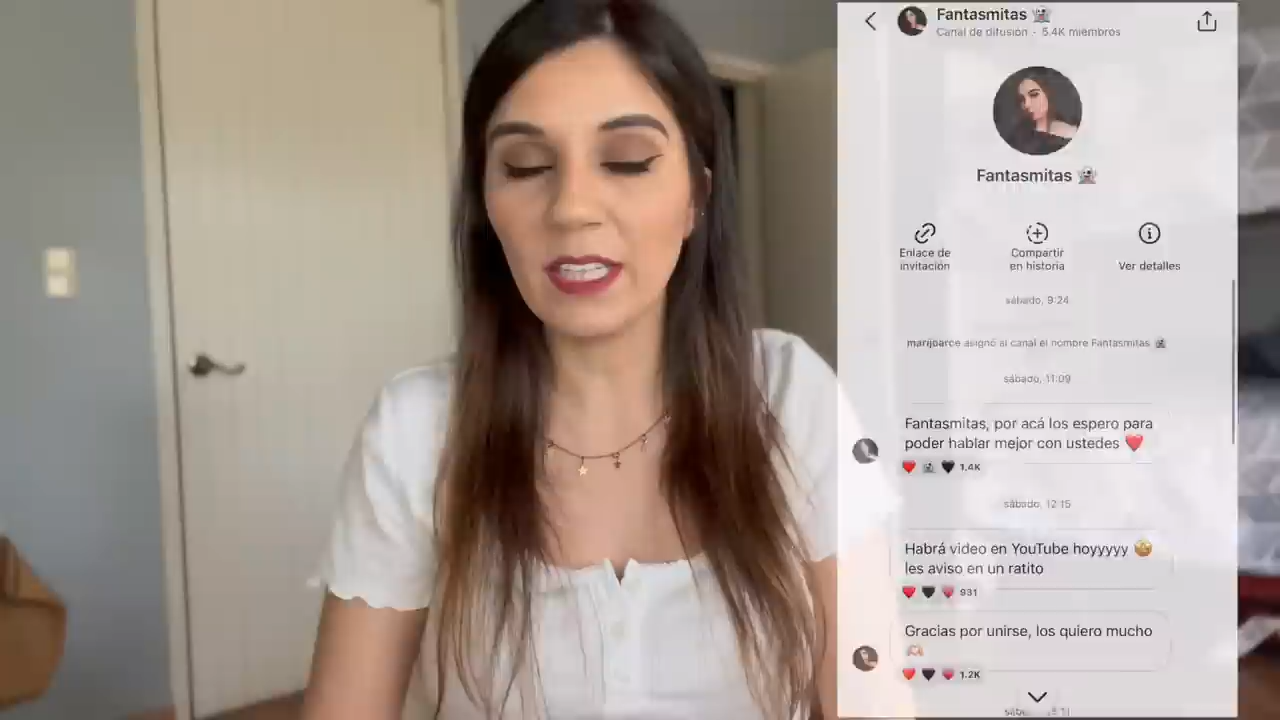 Fantasmitas 👻
Canal de difusión · 5.4K miembros
Fantasmitas 👻
Enlace de
invitación
Compartir
en historia
Ver detalles
sábado, 9:24
marijoarce asignó al canal el nombre Fantasmitas 👻
sábado, 11:09
Fantasmitas, por acá los espero para
poder hablar mejor con ustedes ❤️
1.4K
sábado, 12:15
Habrá video en YouTube hoyyyyy 🤩
les aviso en un ratito
931
Gracias por unirse, los quiero mucho
🫶🏻
1.2K